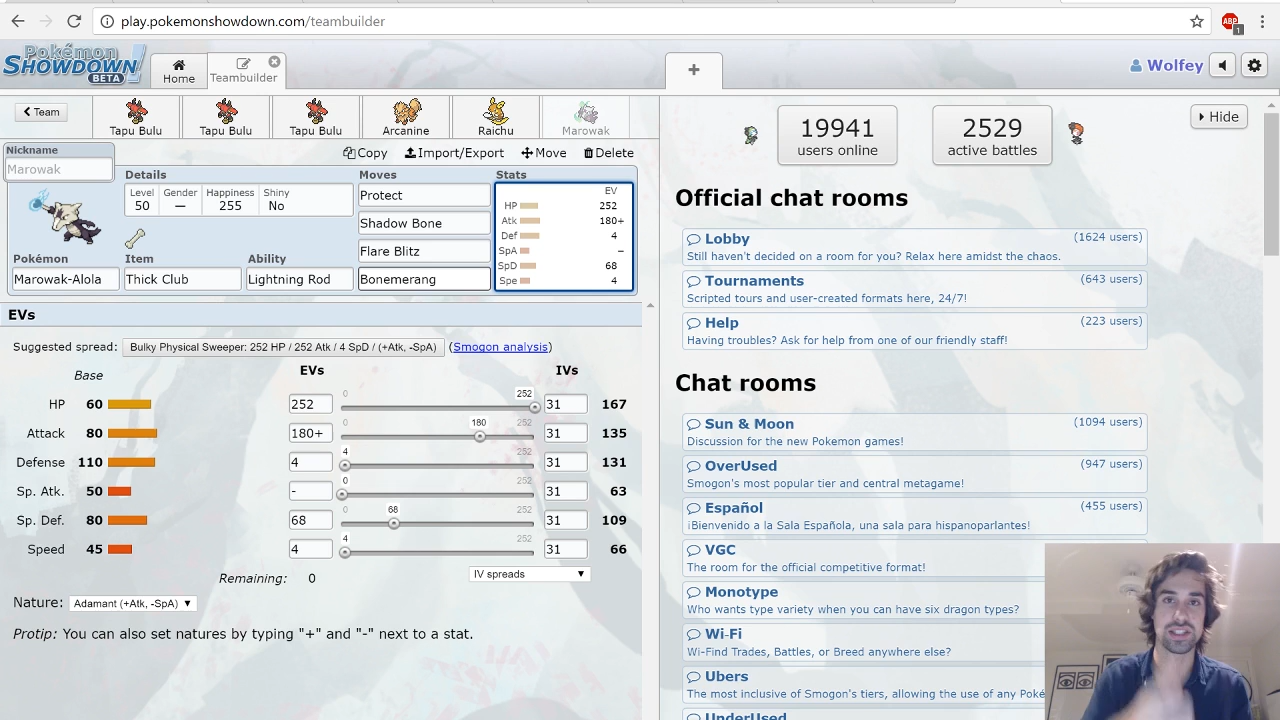 play.pokemonshowdown.com/teambuilder
ABP
1
Pokémon
SHOWDOWN!
BETA
Home
Teambuilder
+
Wolfey
< Team
Tapu Bulu
Tapu Bulu
Tapu Bulu
Arcanine
Raichu
Marowak
Copy
Import/Export
Move
Delete
Nickname
Marowak
Details
Level
50
Gender
—
Happiness
255
Shiny
No
Pokémon
Marowak-Alola
Item
Thick Club
Ability
Lightning Rod
Moves
Protect
Shadow Bone
Flare Blitz
Bonemerang
Stats
EV
HP 252
Atk 180+
Def 4
SpA –
SpD 68
Spe 4
EVs
Suggested spread: Bulky Physical Sweeper: 252 HP / 252 Atk / 4 SpD / (+Atk, -SpA) (Smogon analysis)
Base EVs IVs
HP 60 252 0 252 31 167
Attack 80 180+ 0 180 252 31 135
Defense 110 4 4 252 31 131
Sp. Atk. 50 - 0 252 31 63
Sp. Def. 80 68 0 68 252 31 109
Speed 45 4 4 252 31 66
Remaining: 0
IV spreads
Nature: Adamant (+Atk, -SpA)
Protip: You can also set natures by typing "+" and "-" next to a stat.
19941
users online
2529
active battles
Hide
Official chat rooms
Lobby (1624 users)
Still haven't decided on a room for you? Relax here amidst the chaos.
Tournaments (643 users)
Scripted tours and user-created formats here, 24/7!
Help (223 users)
Having troubles? Ask for help from one of our friendly staff!
Chat rooms
Sun & Moon (1094 users)
Discussion for the new Pokemon games!
OverUsed (947 users)
Smogon's most popular tier and central metagame!
Español (455 users)
¡Bienvenido a la Sala Española, una sala para hispanoparlantes!
VGC
The room for the official competitive format!
Monotype
Who wants type variety when you can have six dragon types?
Wi-Fi
Wi-Find Trades, Battles, or Breed anywhere else?
Ubers
The most inclusive of Smogon's tiers, allowing the use of any Poké
UnderUsed